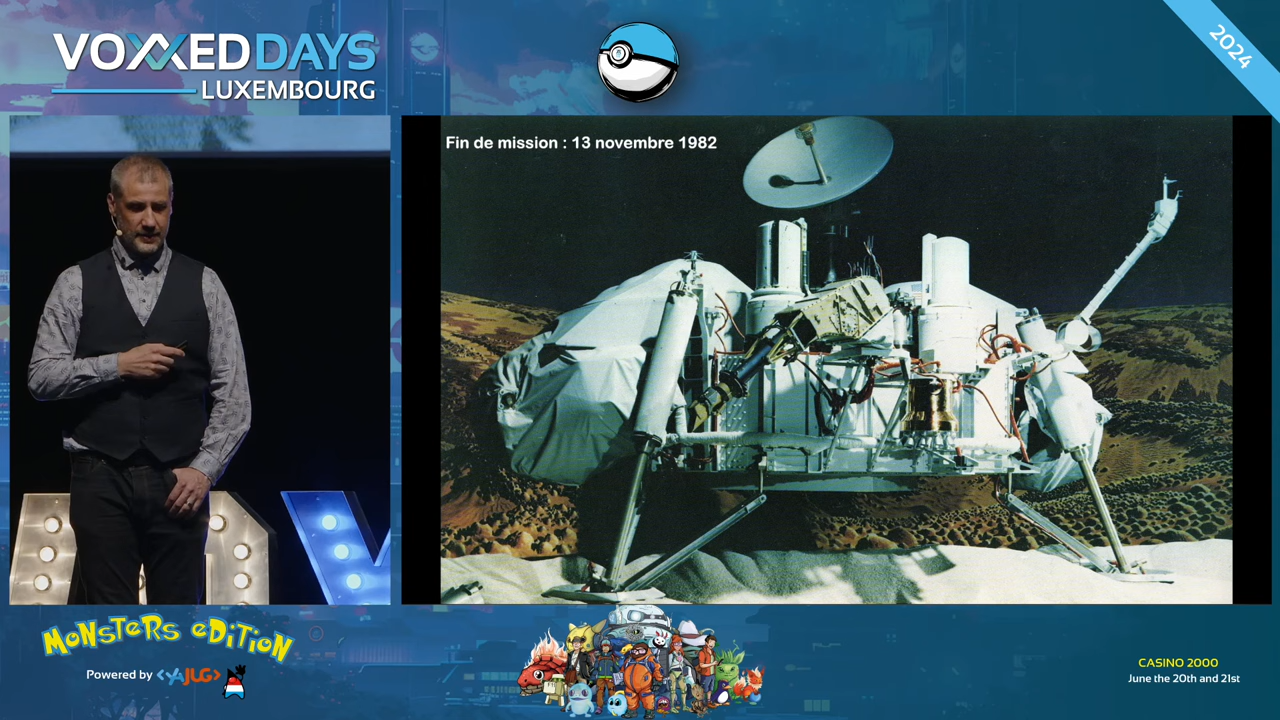 VOXXED DAYS
LUXEMBOURG
2024
Fin de mission : 13 novembre 1982
MONSTERS EDITION
Powered by <YAJUG>
CASINO 2000
June the 20th and 21st